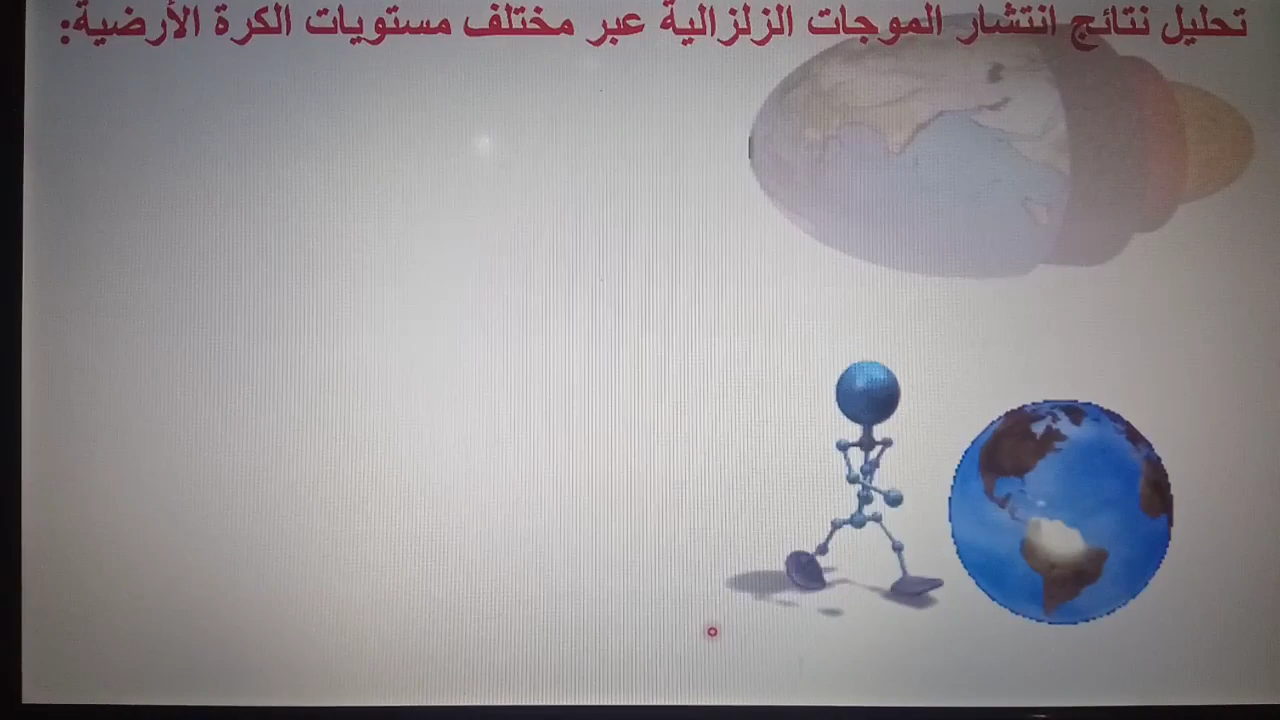 تحليل نتائج انتشار الموجات الزلزالية عبر مختلف مستويات الكرة الأرضية: